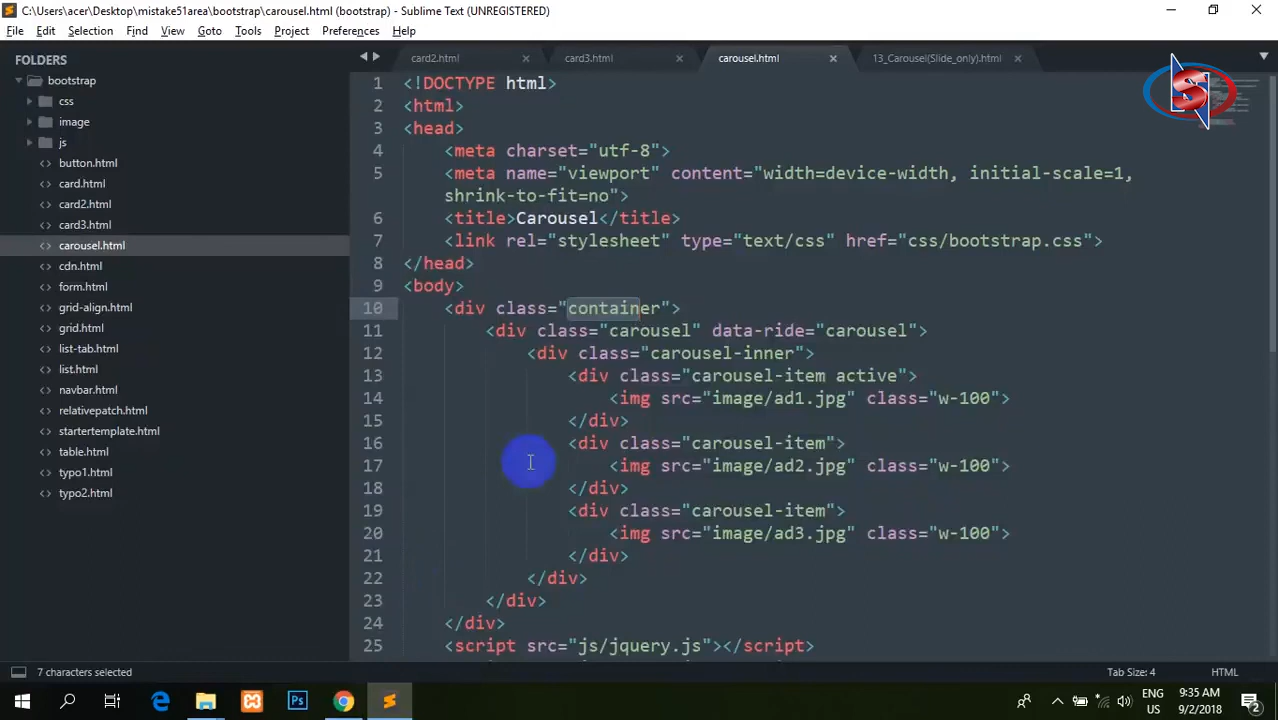 C:\Users\acer\Desktop\mistake51area\bootstrap\carousel.html (bootstrap) - Sublime Text (UNREGISTERED)
File Edit Selection Find View Goto Tools Project Preferences Help
FOLDERS
bootstrap
css
image
js
button.html
card.html
card2.html
card3.html
carousel.html
cdn.html
form.html
grid-align.html
grid.html
list-tab.html
list.html
navbar.html
relativepatch.html
startertemplate.html
table.html
typo1.html
typo2.html
card2.html card3.html carousel.html 13_Carousel(Slide_only).html
1 <!DOCTYPE html>
2 <html>
3 <head>
4 <meta charset="utf-8">
5 <meta name="viewport" content="width=device-width, initial-scale=1,
shrink-to-fit=no">
6 <title>Carousel</title>
7 <link rel="stylesheet" type="text/css" href="css/bootstrap.css">
8 </head>
9 <body>
10 <div class="container">
11 <div class="carousel" data-ride="carousel">
12 <div class="carousel-inner">
13 <div class="carousel-item active">
14 <img src="image/ad1.jpg" class="w-100">
15 </div>
16 <div class="carousel-item">
17 <img src="image/ad2.jpg" class="w-100">
18 </div>
19 <div class="carousel-item">
20 <img src="image/ad3.jpg" class="w-100">
21 </div>
22 </div>
23 </div>
24 </div>
25 <script src="js/jquery.js"></script>
7 characters selected Tab Size: 4 HTML
Ps ENG 9:35 AM
US 9/2/2018 2